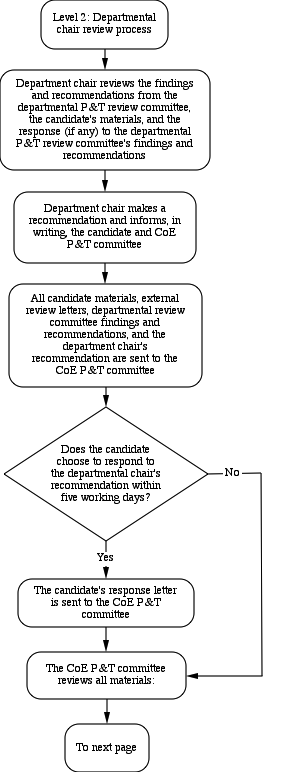 Level 2: Departmental
chair review process
Department chair reviews the findings
and recommendations from the
departmental P&T review committee,
the candidate's materials, and the
response (if any) to the departmental
P&T review committee's findings and
recommendations
Department chair makes a
recommendation and informs, in
writing, the candidate and CoE
P&T committee
All candidate materials, external
review letters, departmental review
committee findings and
recommendations, and the
department chair's
recommendation are sent to the
CoE P&T committee
Does the candidate
choose to respond to
the departmental chair's
recommendation within
five working days?
No
Yes
The candidate's response letter
is sent to the CoE P&T
committee
The CoE P&T committee
reviews all materials:
To next page